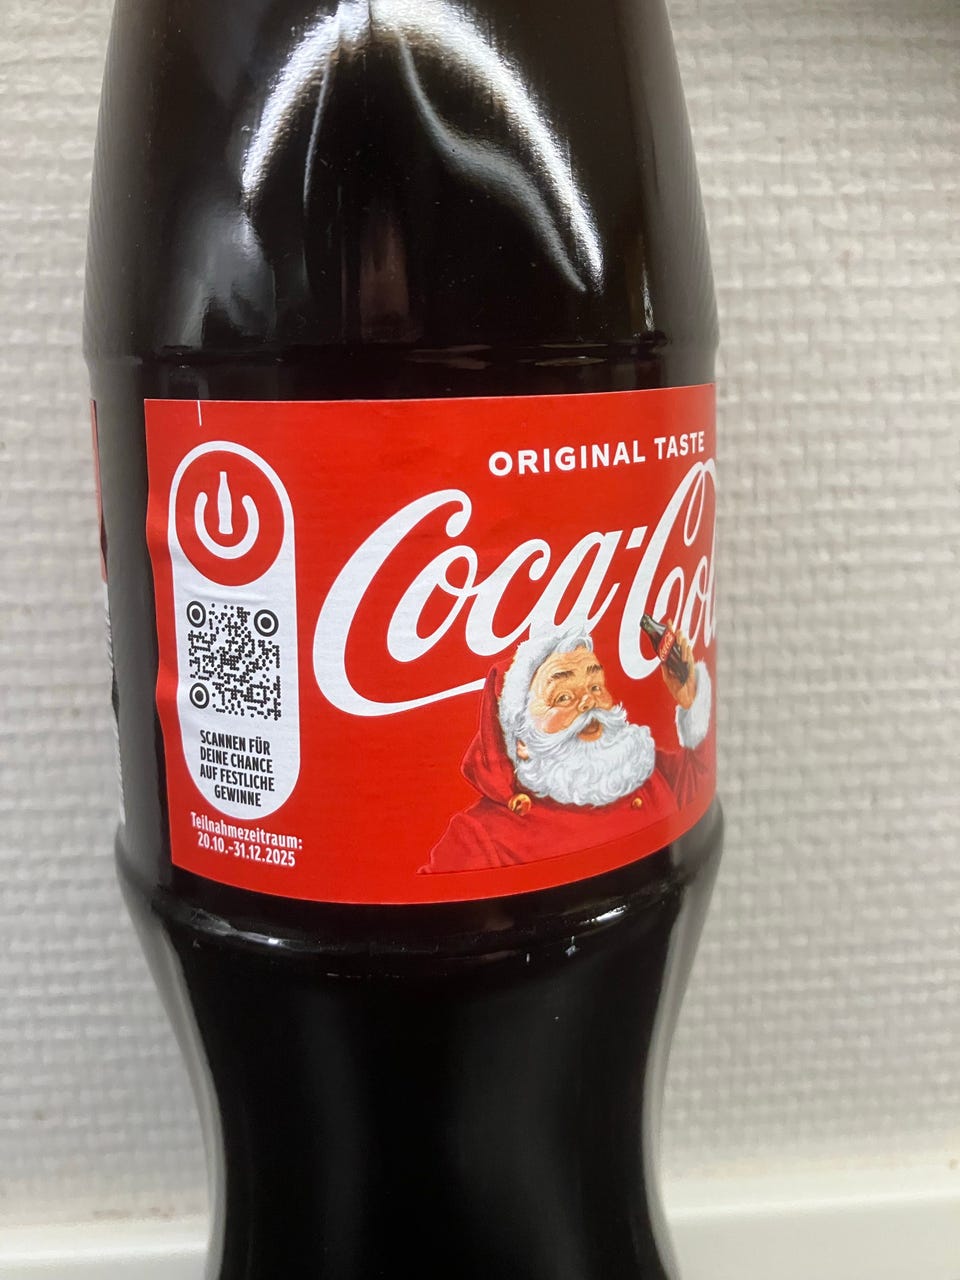 ORIGINAL TASTE
Coca-Col
SCANNEN FÜR
DEINE CHANCE
AUF FESTLICHE
GEWINNE
Teilnahmezeitraum:
20.10.-31.12.2025